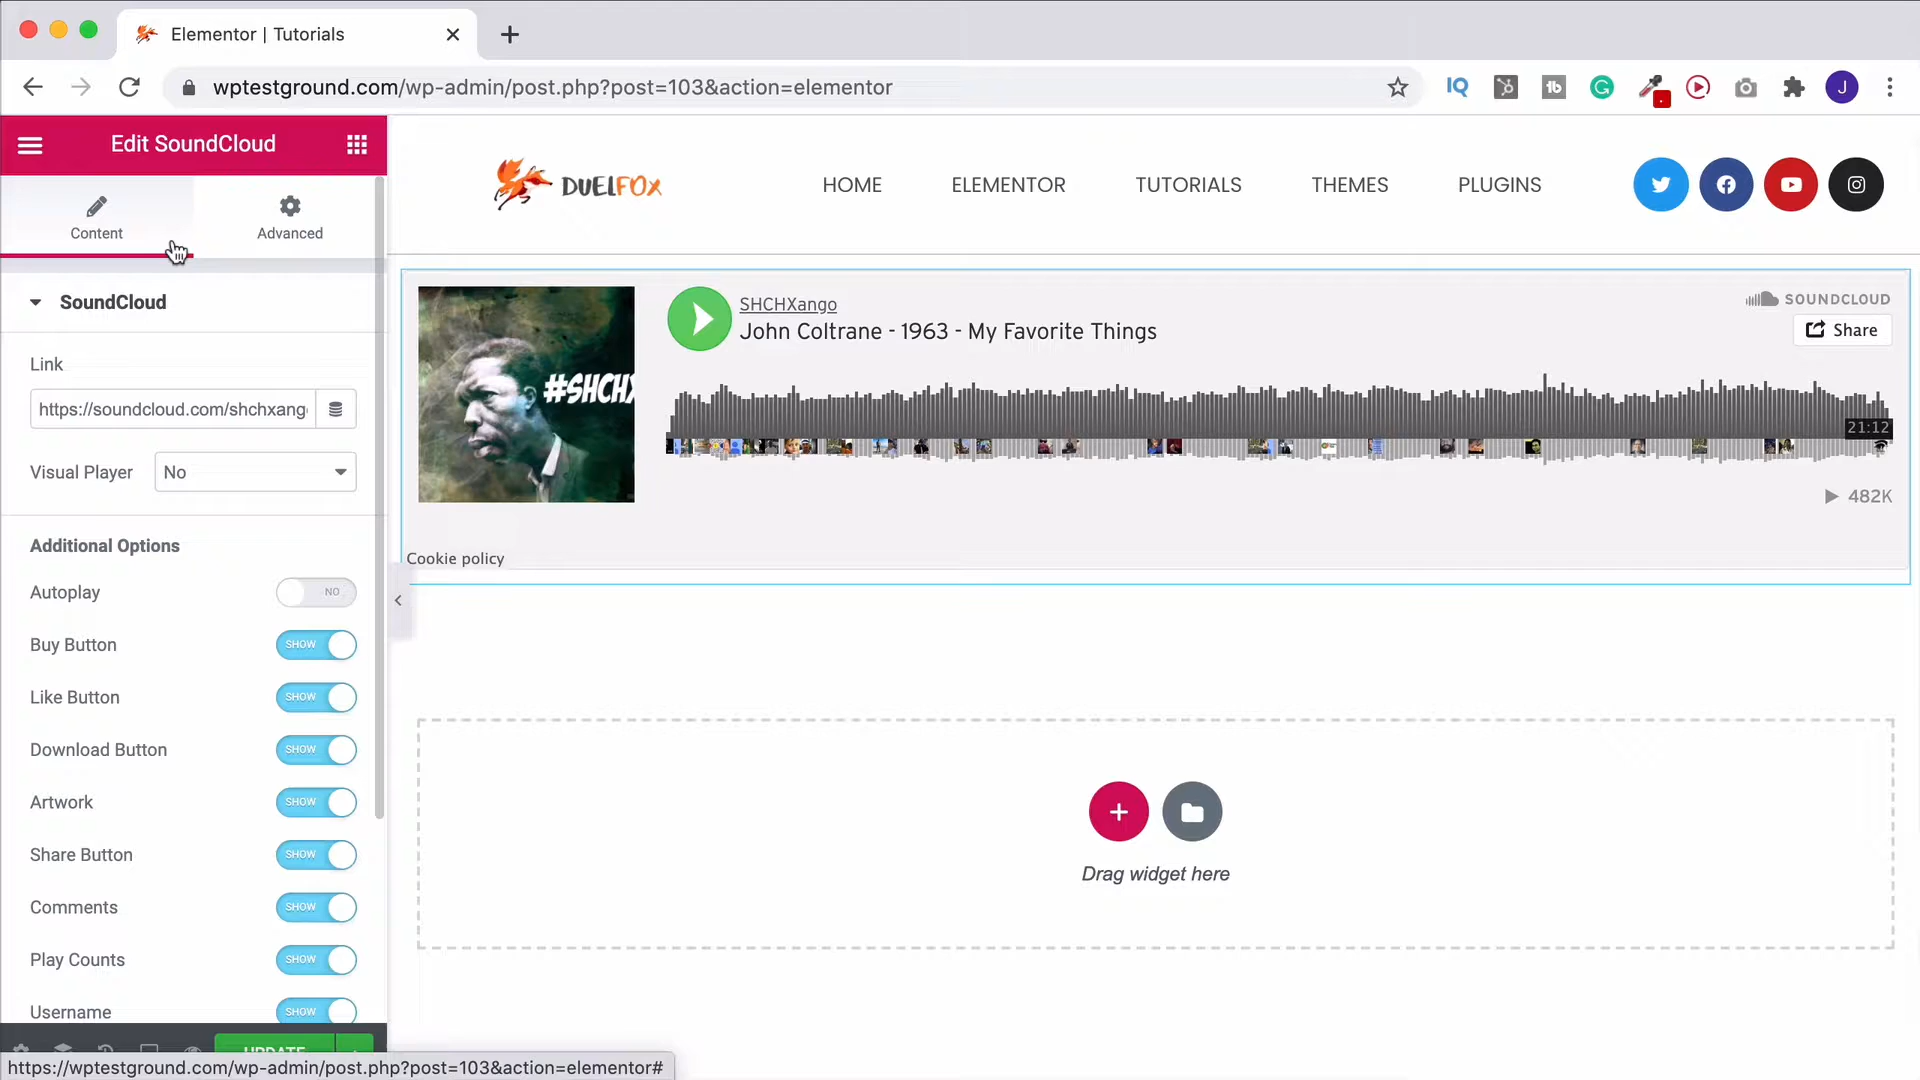 Elementor | Tutorials
wptestground.com/wp-admin/post.php?post=103&action=elementor
IQ
tb
J
Edit SoundCloud
Content
Advanced
SoundCloud
Link
https://soundcloud.com/shchxang
Visual Player
No
Additional Options
Autoplay
NO
Buy Button
SHOW
Like Button
SHOW
Download Button
SHOW
Artwork
SHOW
Share Button
SHOW
Comments
SHOW
Play Counts
SHOW
Username
SHOW
UPDATE
https://wptestground.com/wp-admin/post.php?post=103&action=elementor#
DUELFOX
HOME
ELEMENTOR
TUTORIALS
THEMES
PLUGINS
#SHCHX
SHCHXango
John Coltrane - 1963 - My Favorite Things
SOUNDCLOUD
Share
21:12
482K
Cookie policy
Drag widget here